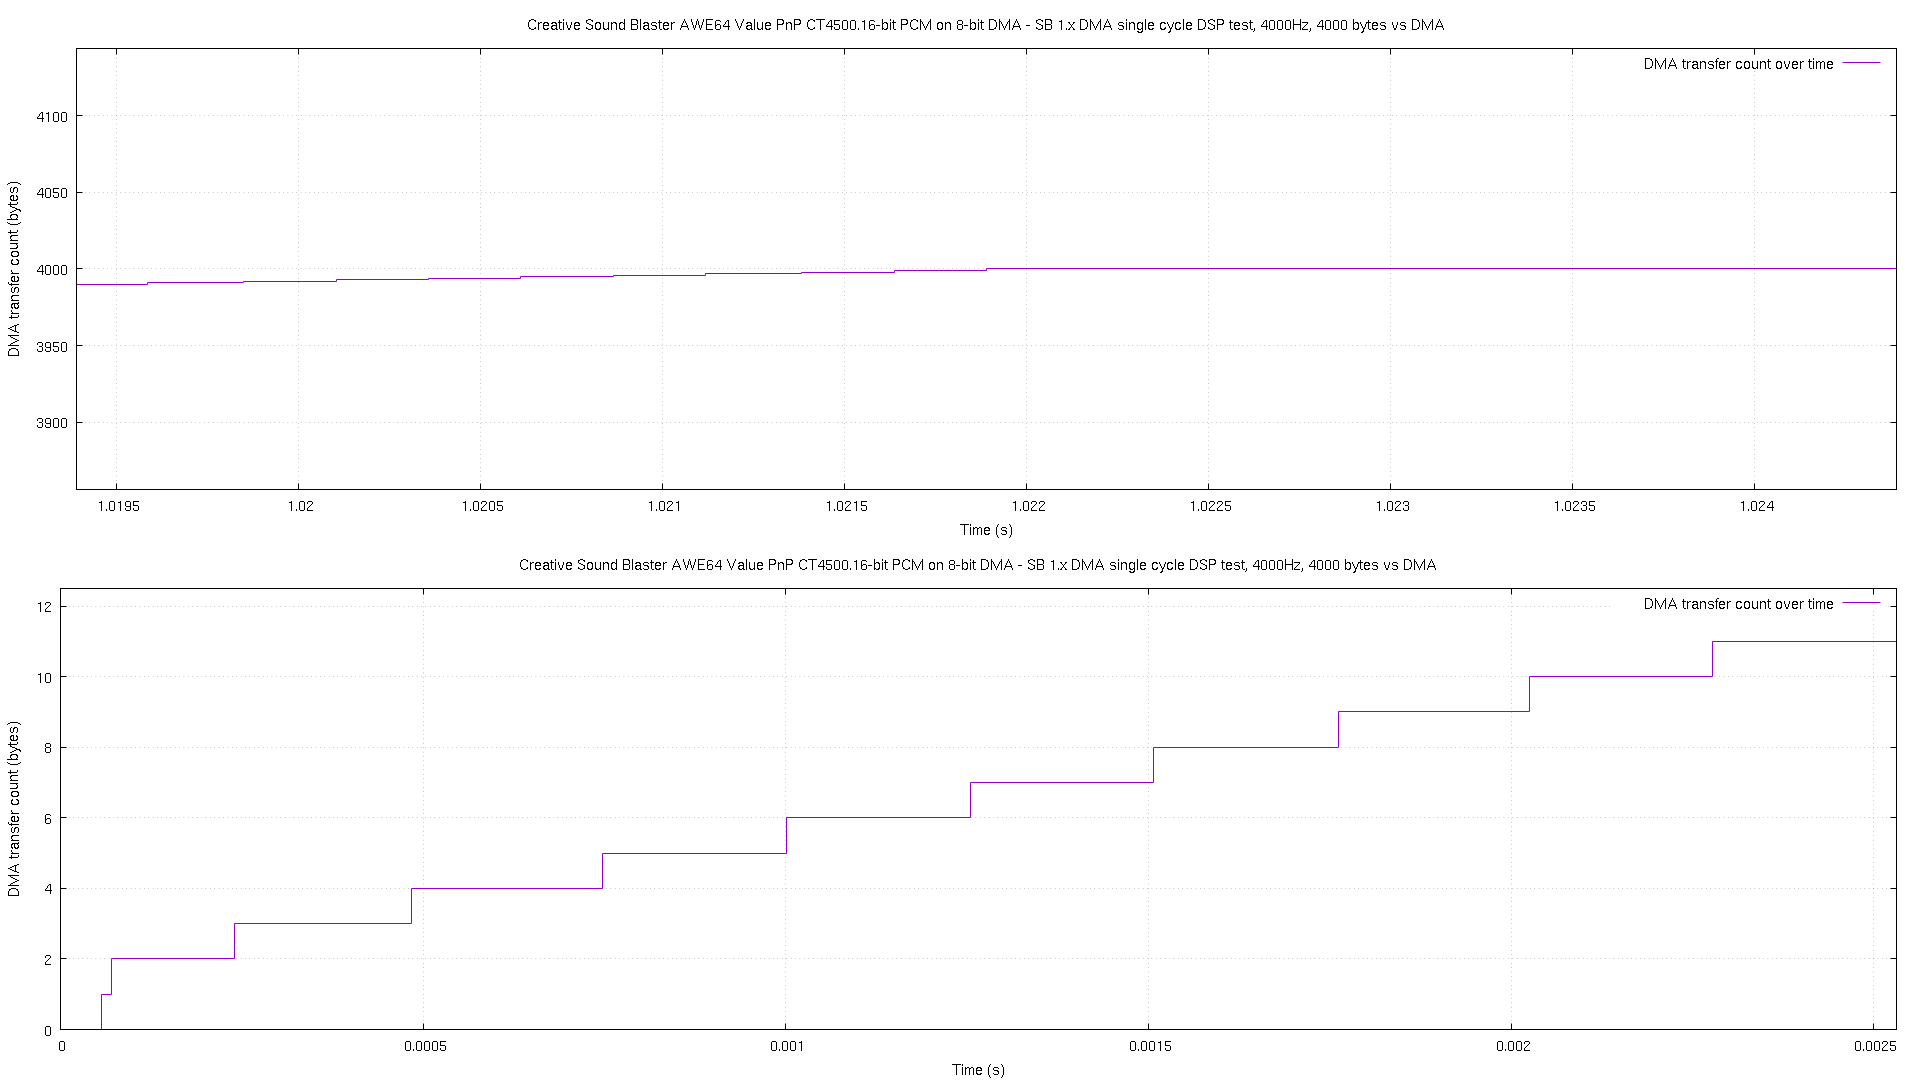 Creative Sound Blaster AWE64 Value PnP CT4500.16-bit PCM on 8-bit DMA - SB 1.x DMA single cycle DSP test, 4000Hz, 4000 bytes vs DMA
DMA transfer count over time
4100
4050
4000
3950
3900
DMA transfer count (bytes)
1.0195 1.02 1.0205 1.021 1.0215 1.022 1.0225 1.023 1.0235 1.024
Time (s)
Creative Sound Blaster AWE64 Value PnP CT4500.16-bit PCM on 8-bit DMA - SB 1.x DMA single cycle DSP test, 4000Hz, 4000 bytes vs DMA
DMA transfer count over time
12
10
8
6
4
2
0
DMA transfer count (bytes)
0 0.0005 0.001 0.0015 0.002 0.0025
Time (s)